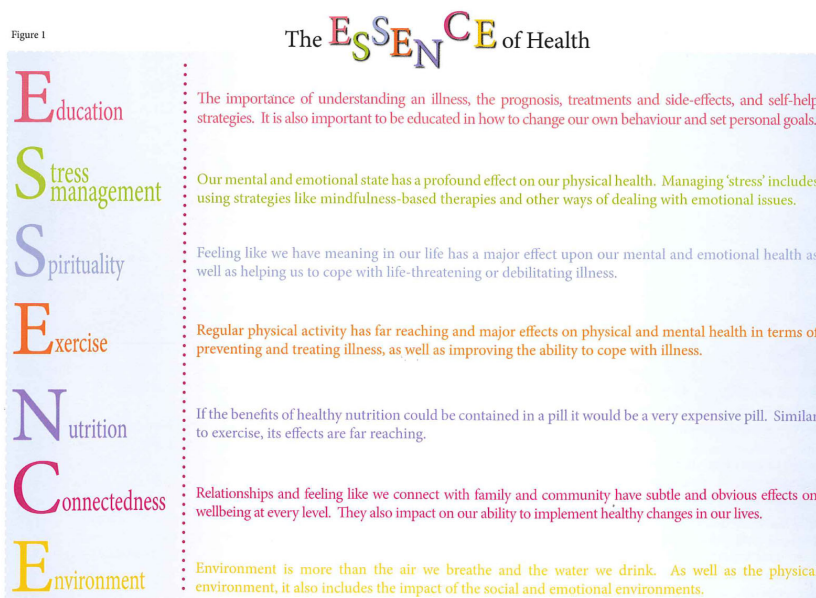 Figure 1
The ESSENCE of Health
Education
The importance of understanding an illness, the prognosis, treatments and side-effects, and self-help
strategies. It is also important to be educated in how to change our own behaviour and set personal goals.
Stress
management
Our mental and emotional state has a profound effect on our physical health. Managing 'stress' includes
using strategies like mindfulness-based therapies and other ways of dealing with emotional issues.
Spirituality
Feeling like we have meaning in our life has a major effect upon our mental and emotional health as
well as helping us to cope with life-threatening or debilitating illness.
Exercise
Regular physical activity has far reaching and major effects on physical and mental health in terms of
preventing and treating illness, as well as improving the ability to cope with illness.
Nutrition
If the benefits of healthy nutrition could be contained in a pill it would be a very expensive pill. Similar
to exercise, its effects are far reaching.
Connectedness
Relationships and feeling like we connect with family and community have subtle and obvious effects on
wellbeing at every level. They also impact on our ability to implement healthy changes in our lives.
Environment
Environment is more than the air we breathe and the water we drink. As well as the physica
environment, it also includes the impact of the social and emotional environments.